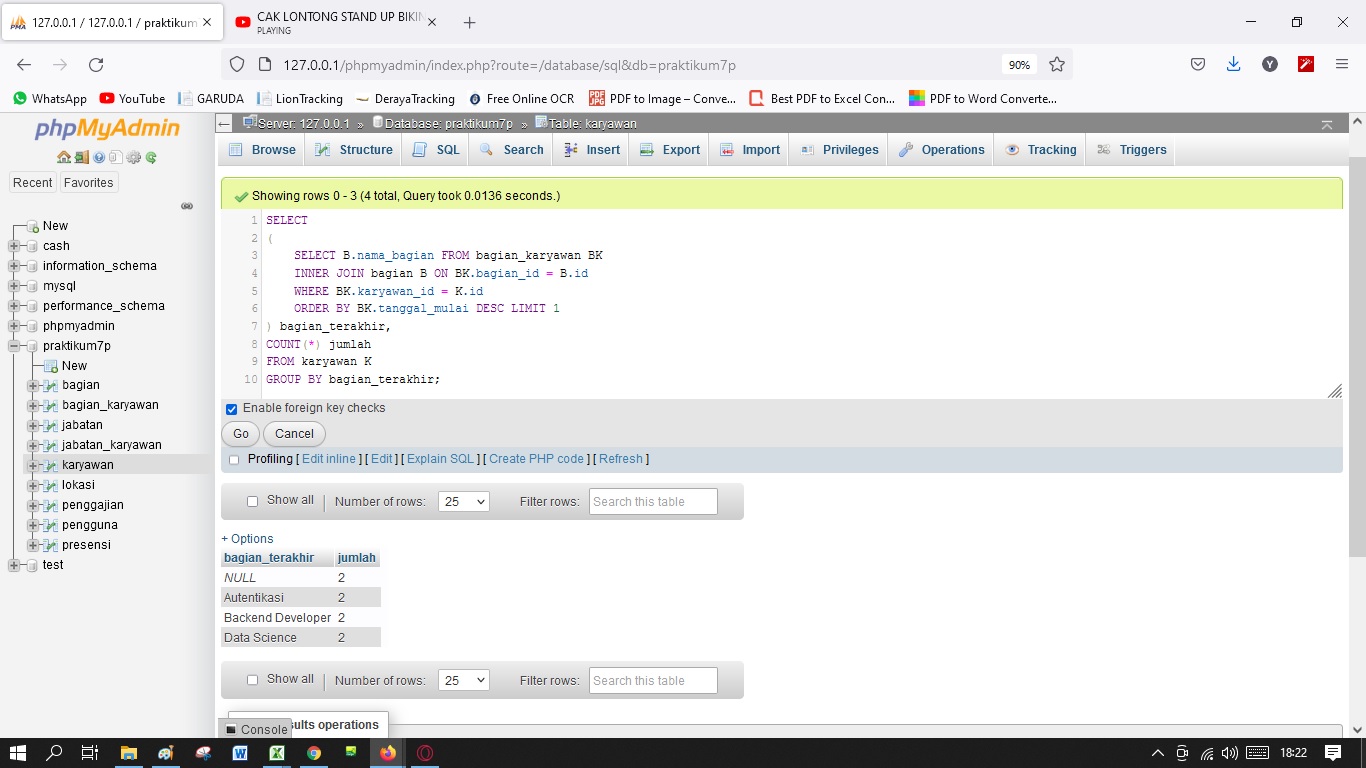 127.0.0.1 / 127.0.0.1 / praktikum
CAK LONTONG STAND UP BIKIN
PLAYING
127.0.0.1/phpmyadmin/index.php?route=/database/sql&db=praktikum7p
90%
Y
WhatsApp YouTube GARUDA LionTracking DerayaTracking Free Online OCR PDF to Image – Conve... Best PDF to Excel Con... PDF to Word Converte...
phpMyAdmin
Recent Favorites
New
cash
information_schema
mysql
performance_schema
phpmyadmin
praktikum7p
New
bagian
bagian_karyawan
jabatan
jabatan_karyawan
karyawan
lokasi
penggajian
pengguna
presensi
test
Server: 127.0.0.1 » Database: praktikum7p » Table: karyawan
Browse Structure SQL Search Insert Export Import Privileges Operations Tracking Triggers
Showing rows 0 - 3 (4 total, Query took 0.0136 seconds.)
1 SELECT
2 (
3 SELECT B.nama_bagian FROM bagian_karyawan BK
4 INNER JOIN bagian B ON BK.bagian_id = B.id
5 WHERE BK.karyawan_id = K.id
6 ORDER BY BK.tanggal_mulai DESC LIMIT 1
7 ) bagian_terakhir,
8 COUNT(*) jumlah
9 FROM karyawan K
10 GROUP BY bagian_terakhir;
Enable foreign key checks
Go Cancel
Profiling [ Edit inline ] [ Edit ] [ Explain SQL ] [ Create PHP code ] [ Refresh ]
Show all | Number of rows: 25 Filter rows: Search this table
+ Options
bagian_terakhir jumlah
NULL 2
Autentikasi 2
Backend Developer 2
Data Science 2
Show all | Number of rows: 25 Filter rows: Search this table
Console
operations
18:22